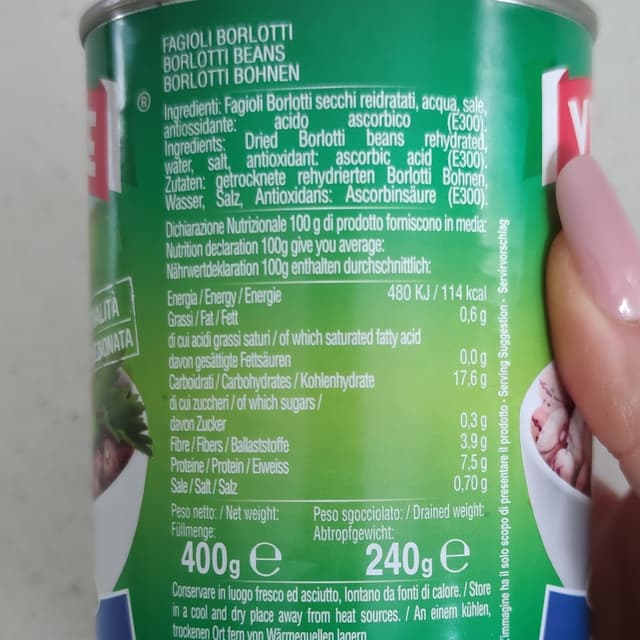 FAGIOLI BORLOTTI
BORLOTTI BEANS
BORLOTTI BOHNEN
®
Ingredienti: Fagioli Borlotti secchi reidratati, acqua, sale,
antiossidante: acido ascorbico (E300).
Ingredients: Dried Borlotti beans rehydrated,
water, salt, antioxidant: ascorbic acid (E300).
Zutaten: getrocknete rehydrierten Borlotti Bohnen,
Wasser, Salz, Antioxidans: Ascorbinsäure (E300).
Dichiarazione Nutrizionale 100 g di prodotto forniscono in media:
Nutrition declaration 100g give you average:
Nährwertdeklaration 100g enthalten durchschnittlich:
Energia / Energy / Energie 480 KJ / 114 kcal
Grassi / Fat / Fett 0,6 g
di cui acidi grassi saturi / of which saturated fatty acid
davon gesättigte Fettsäuren 0,0 g
Carboidrati / Carbohydrates / Kohlenhydrate 17,6 g
di cui zuccheri / of which sugars /
davon Zucker 0,3 g
Fibre / Fibers / Ballaststoffe 3,9 g
Proteine / Protein / Eiweiss 7,5 g
Sale / Salt / Salz 0,70 g
Peso netto: / Net weight: Peso sgocciolato: / Drained weight:
Füllmenge: Abtropfgewicht:
400g e 240g e
Conservare in luogo fresco ed asciutto, lontano da fonti di calore. / Store
in a cool and dry place away from heat sources. / An einem kühlen,
trockenen Ort fern von Wärmequellen lagern
immagine ha il solo scopo di presentare il prodotto - Serving Suggestion - Servirvorschlag